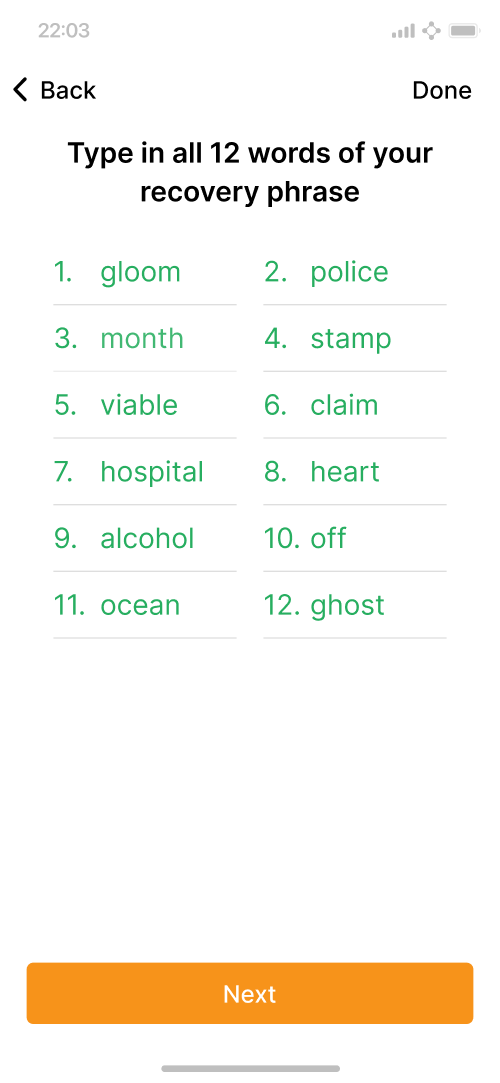 22:03
Back
Done
Type in all 12 words of your
recovery phrase
1. gloom
2. police
3. month
4. stamp
5. viable
6. claim
7. hospital
8. heart
9. alcohol
10. off
11. ocean
12. ghost
Next